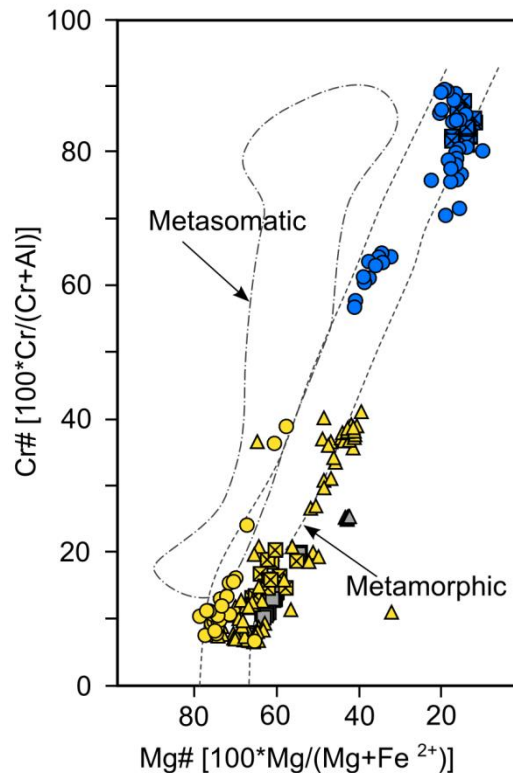 100
80
60
40
20
0
Cr# [100*Cr/(Cr+Al)]
Metasomatic
Metamorphic
80 60 40 20
Mg# [100*Mg/(Mg+Fe 2+)]